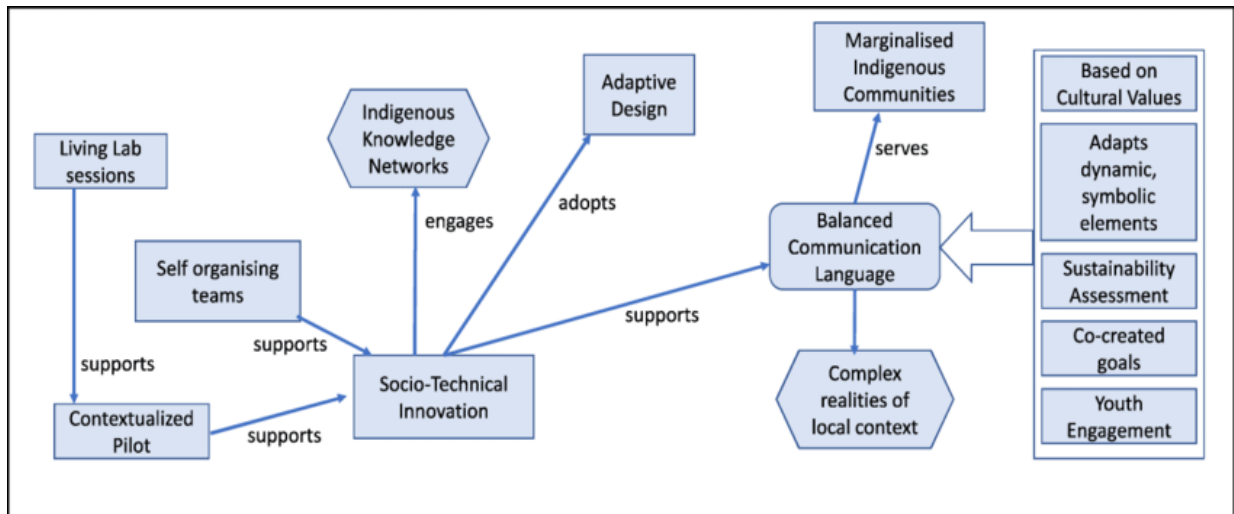 Living Lab
sessions
supports
Contextualized
Pilot
supports
Self organising
teams
supports
Indigenous
Knowledge
Networks
engages
Adaptive
Design
adopts
Socio-Technical
Innovation
supports
Marginalised
Indigenous
Communities
serves
Balanced
Communication
Language
Complex
realities of
local context
Based on
Cultural Values
Adapts
dynamic,
symbolic
elements
Sustainability
Assessment
Co-created
goals
Youth
Engagement